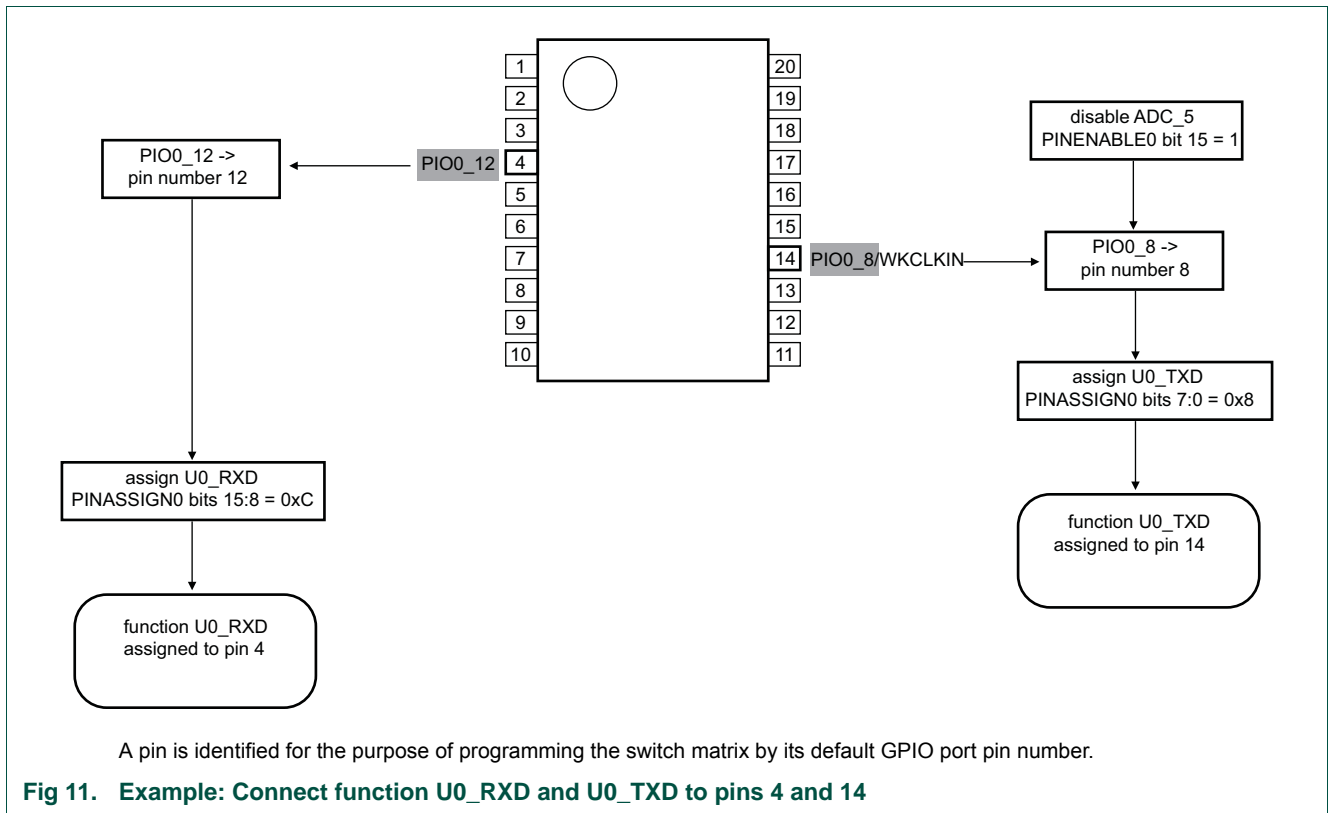 1
2
3
4
5
6
7
8
9
10
20
19
18
17
16
15
14
13
12
11
PIO0_12
PIO0_12 ->
pin number 12
assign U0_RXD
PINASSIGN0 bits 15:8 = 0xC
function U0_RXD
assigned to pin 4
PIO0_8/WKCLKIN
disable ADC_5
PINENABLE0 bit 15 = 1
PIO0_8 ->
pin number 8
assign U0_TXD
PINASSIGN0 bits 7:0 = 0x8
function U0_TXD
assigned to pin 14
A pin is identified for the purpose of programming the switch matrix by its default GPIO port pin number.
Fig 11. Example: Connect function U0_RXD and U0_TXD to pins 4 and 14